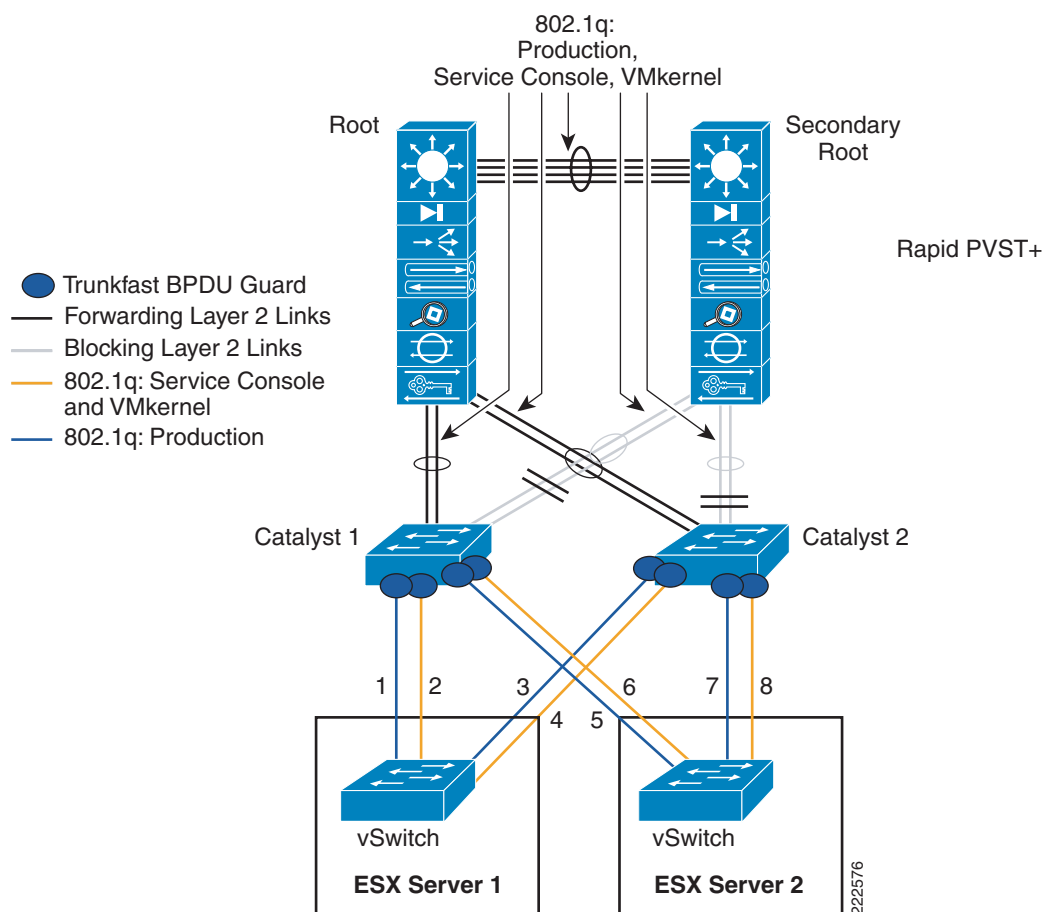 802.1q:
Production,
Service Console, VMkernel
Root
Secondary
Root
Rapid PVST+
Trunkfast BPDU Guard
Forwarding Layer 2 Links
Blocking Layer 2 Links
802.1q: Service Console
and VMkernel
802.1q: Production
Catalyst 1
Catalyst 2
1
2
3
4
5
6
7
8
vSwitch
vSwitch
ESX Server 1
ESX Server 2
222576